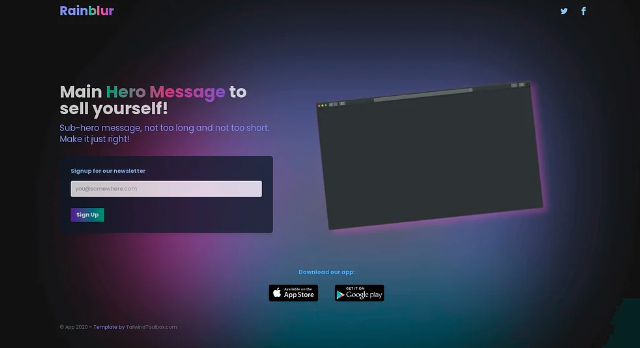 Rainblur
Main Hero Message to
sell yourself!
Sub-hero message, not too long and not too short.
Make it just right!
Signup for our newsletter
you@somewhere.com
Sign Up
Download our app:
Available on the
App Store
GET IT ON
Google play
© App 2020 - Template by TailwindToolbox.com